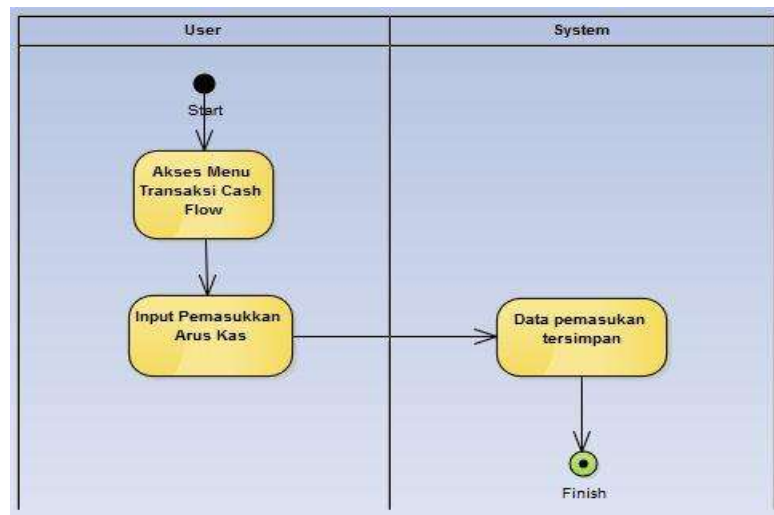 User
System
Start
Akses Menu
Transaksi Cash
Flow
Input Pemasukkan
Arus Kas
Data pemasukan
tersimpan
Finish